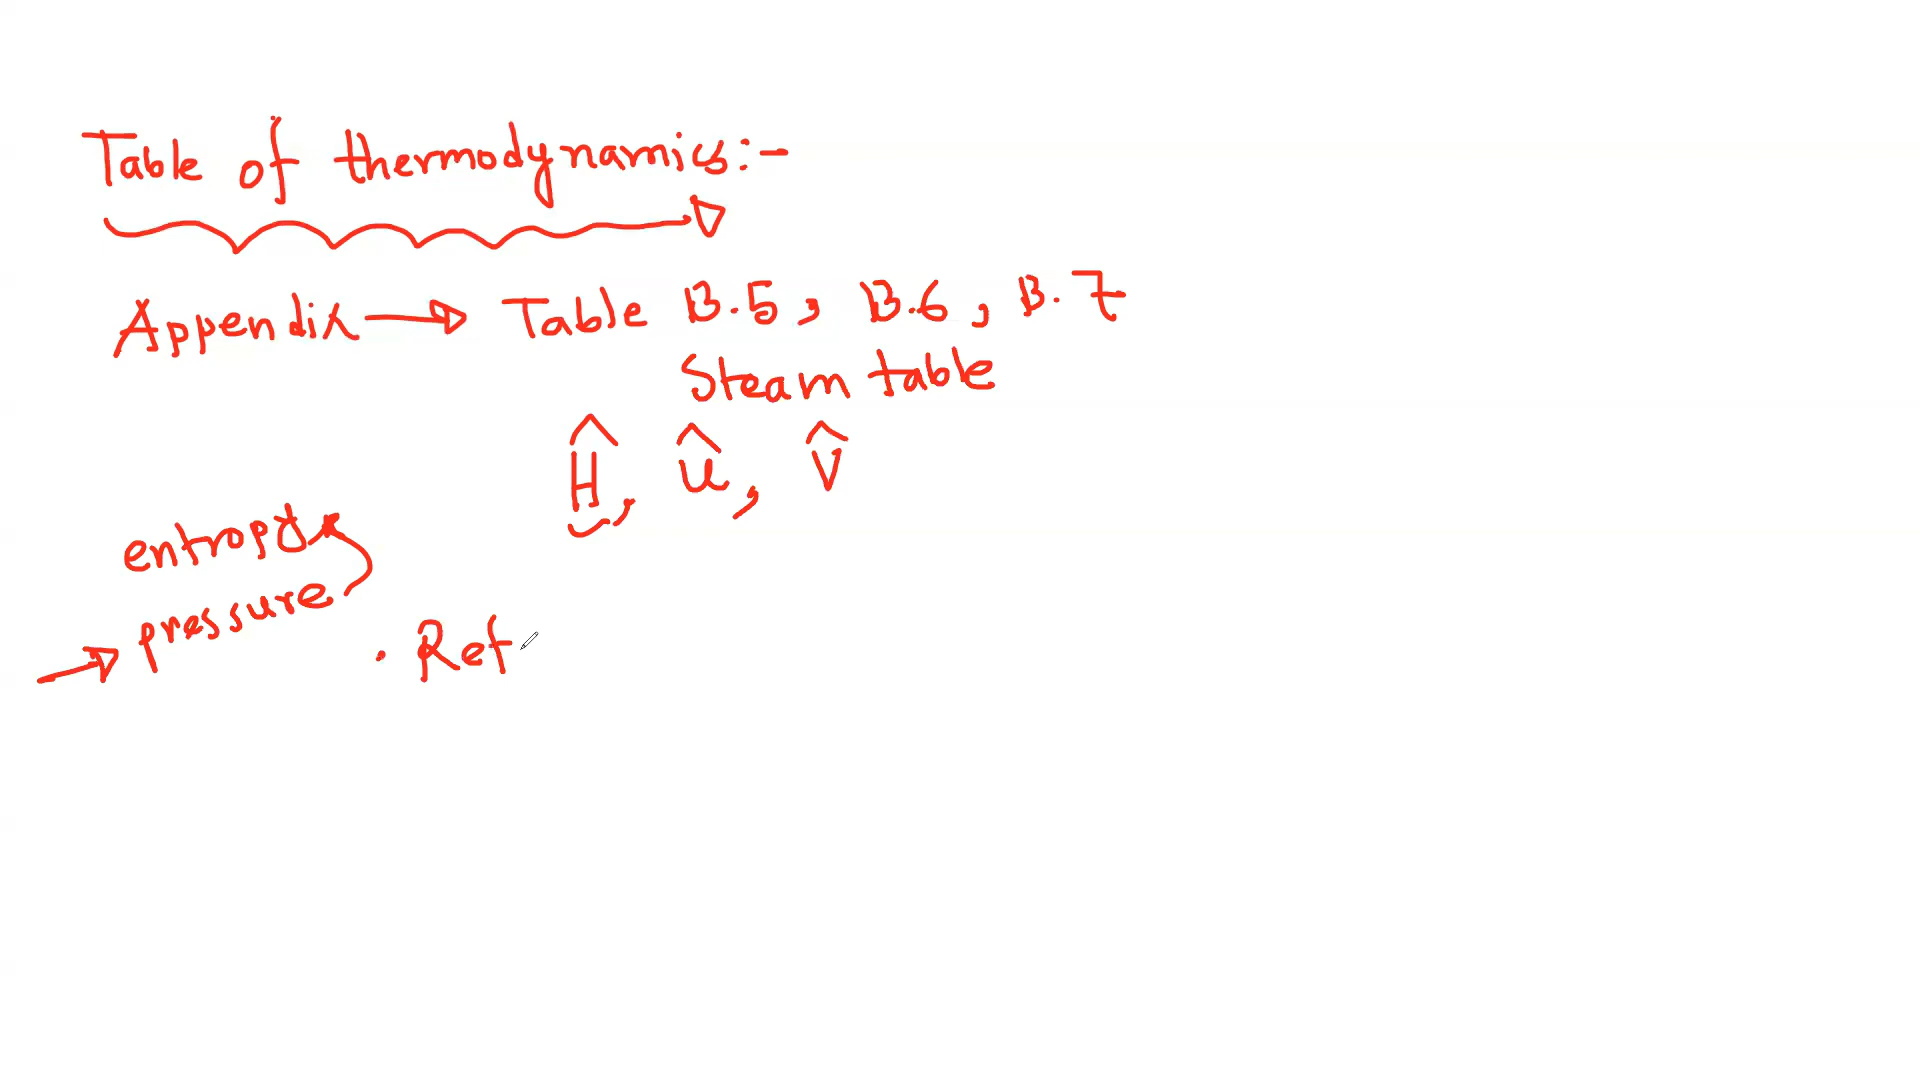 Table of thermodynamics:-
Appendix → Table B.5, B.6, B.7
Steam table
Ĥ, û, V̂
entropy
→ pressure
. Ref